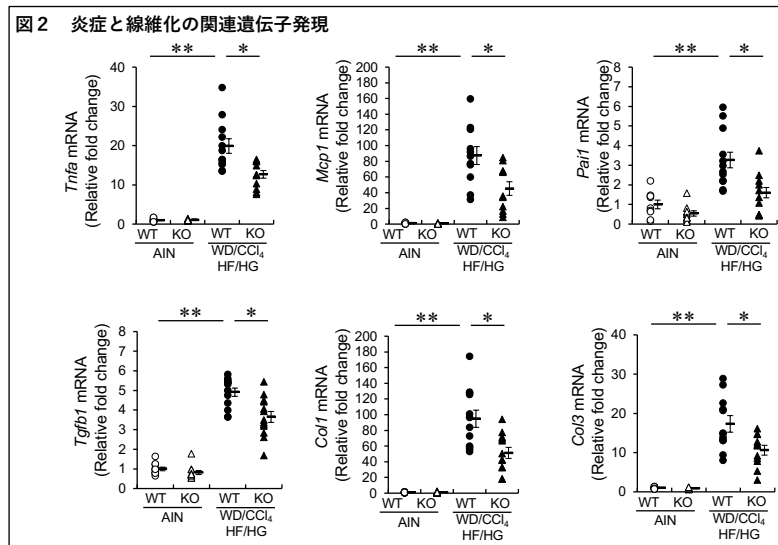 図2 炎症と線維化の関連遺伝子発現
** *
Tnfa mRNA
(Relative fold change)
40
30
20
10
0
WT KO WT KO
AIN WD/CCl₄
HF/HG
** *
Mcp1 mRNA
(Relative fold change)
200
180
160
140
120
100
80
60
40
20
0
WT KO WT KO
AIN WD/CCl₄
HF/HG
** *
Pai1 mRNA
(Relative fold change)
8
7
6
5
4
3
2
1
0
WT KO WT KO
AIN WD/CCl₄
HF/HG
** *
Tgfb1 mRNA
(Relative fold change)
8
7
6
5
4
3
2
1
0
WT KO WT KO
AIN WD/CCl₄
HF/HG
** *
Col1 mRNA
(Relative fold change)
200
180
160
140
120
100
80
60
40
20
0
WT KO WT KO
AIN WD/CCl₄
HF/HG
** *
Col3 mRNA
(Relative fold change)
40
30
20
10
0
WT KO WT KO
AIN WD/CCl₄
HF/HG